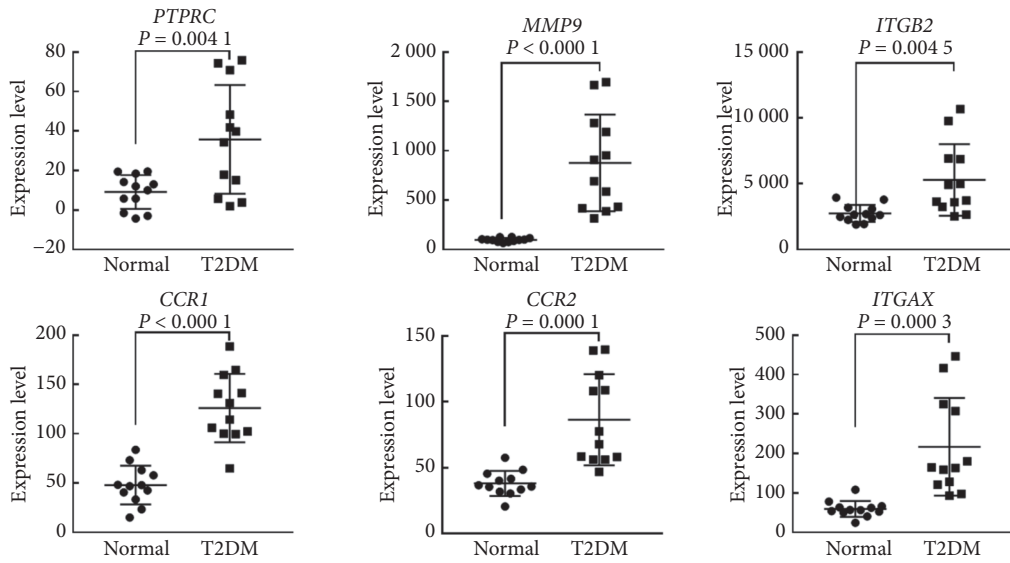 PTPRC
P = 0.004 1
80
60
40
20
0
−20
Expression level
Normal T2DM
MMP9
P < 0.000 1
2 000
1 500
1 000
500
0
Expression level
Normal T2DM
ITGB2
P = 0.004 5
15 000
10 000
5 000
0
Expression level
Normal T2DM
CCR1
P < 0.000 1
200
150
100
50
0
Expression level
Normal T2DM
CCR2
P = 0.000 1
150
100
50
0
Expression level
Normal T2DM
ITGAX
P = 0.000 3
500
400
300
200
100
0
Expression level
Normal T2DM